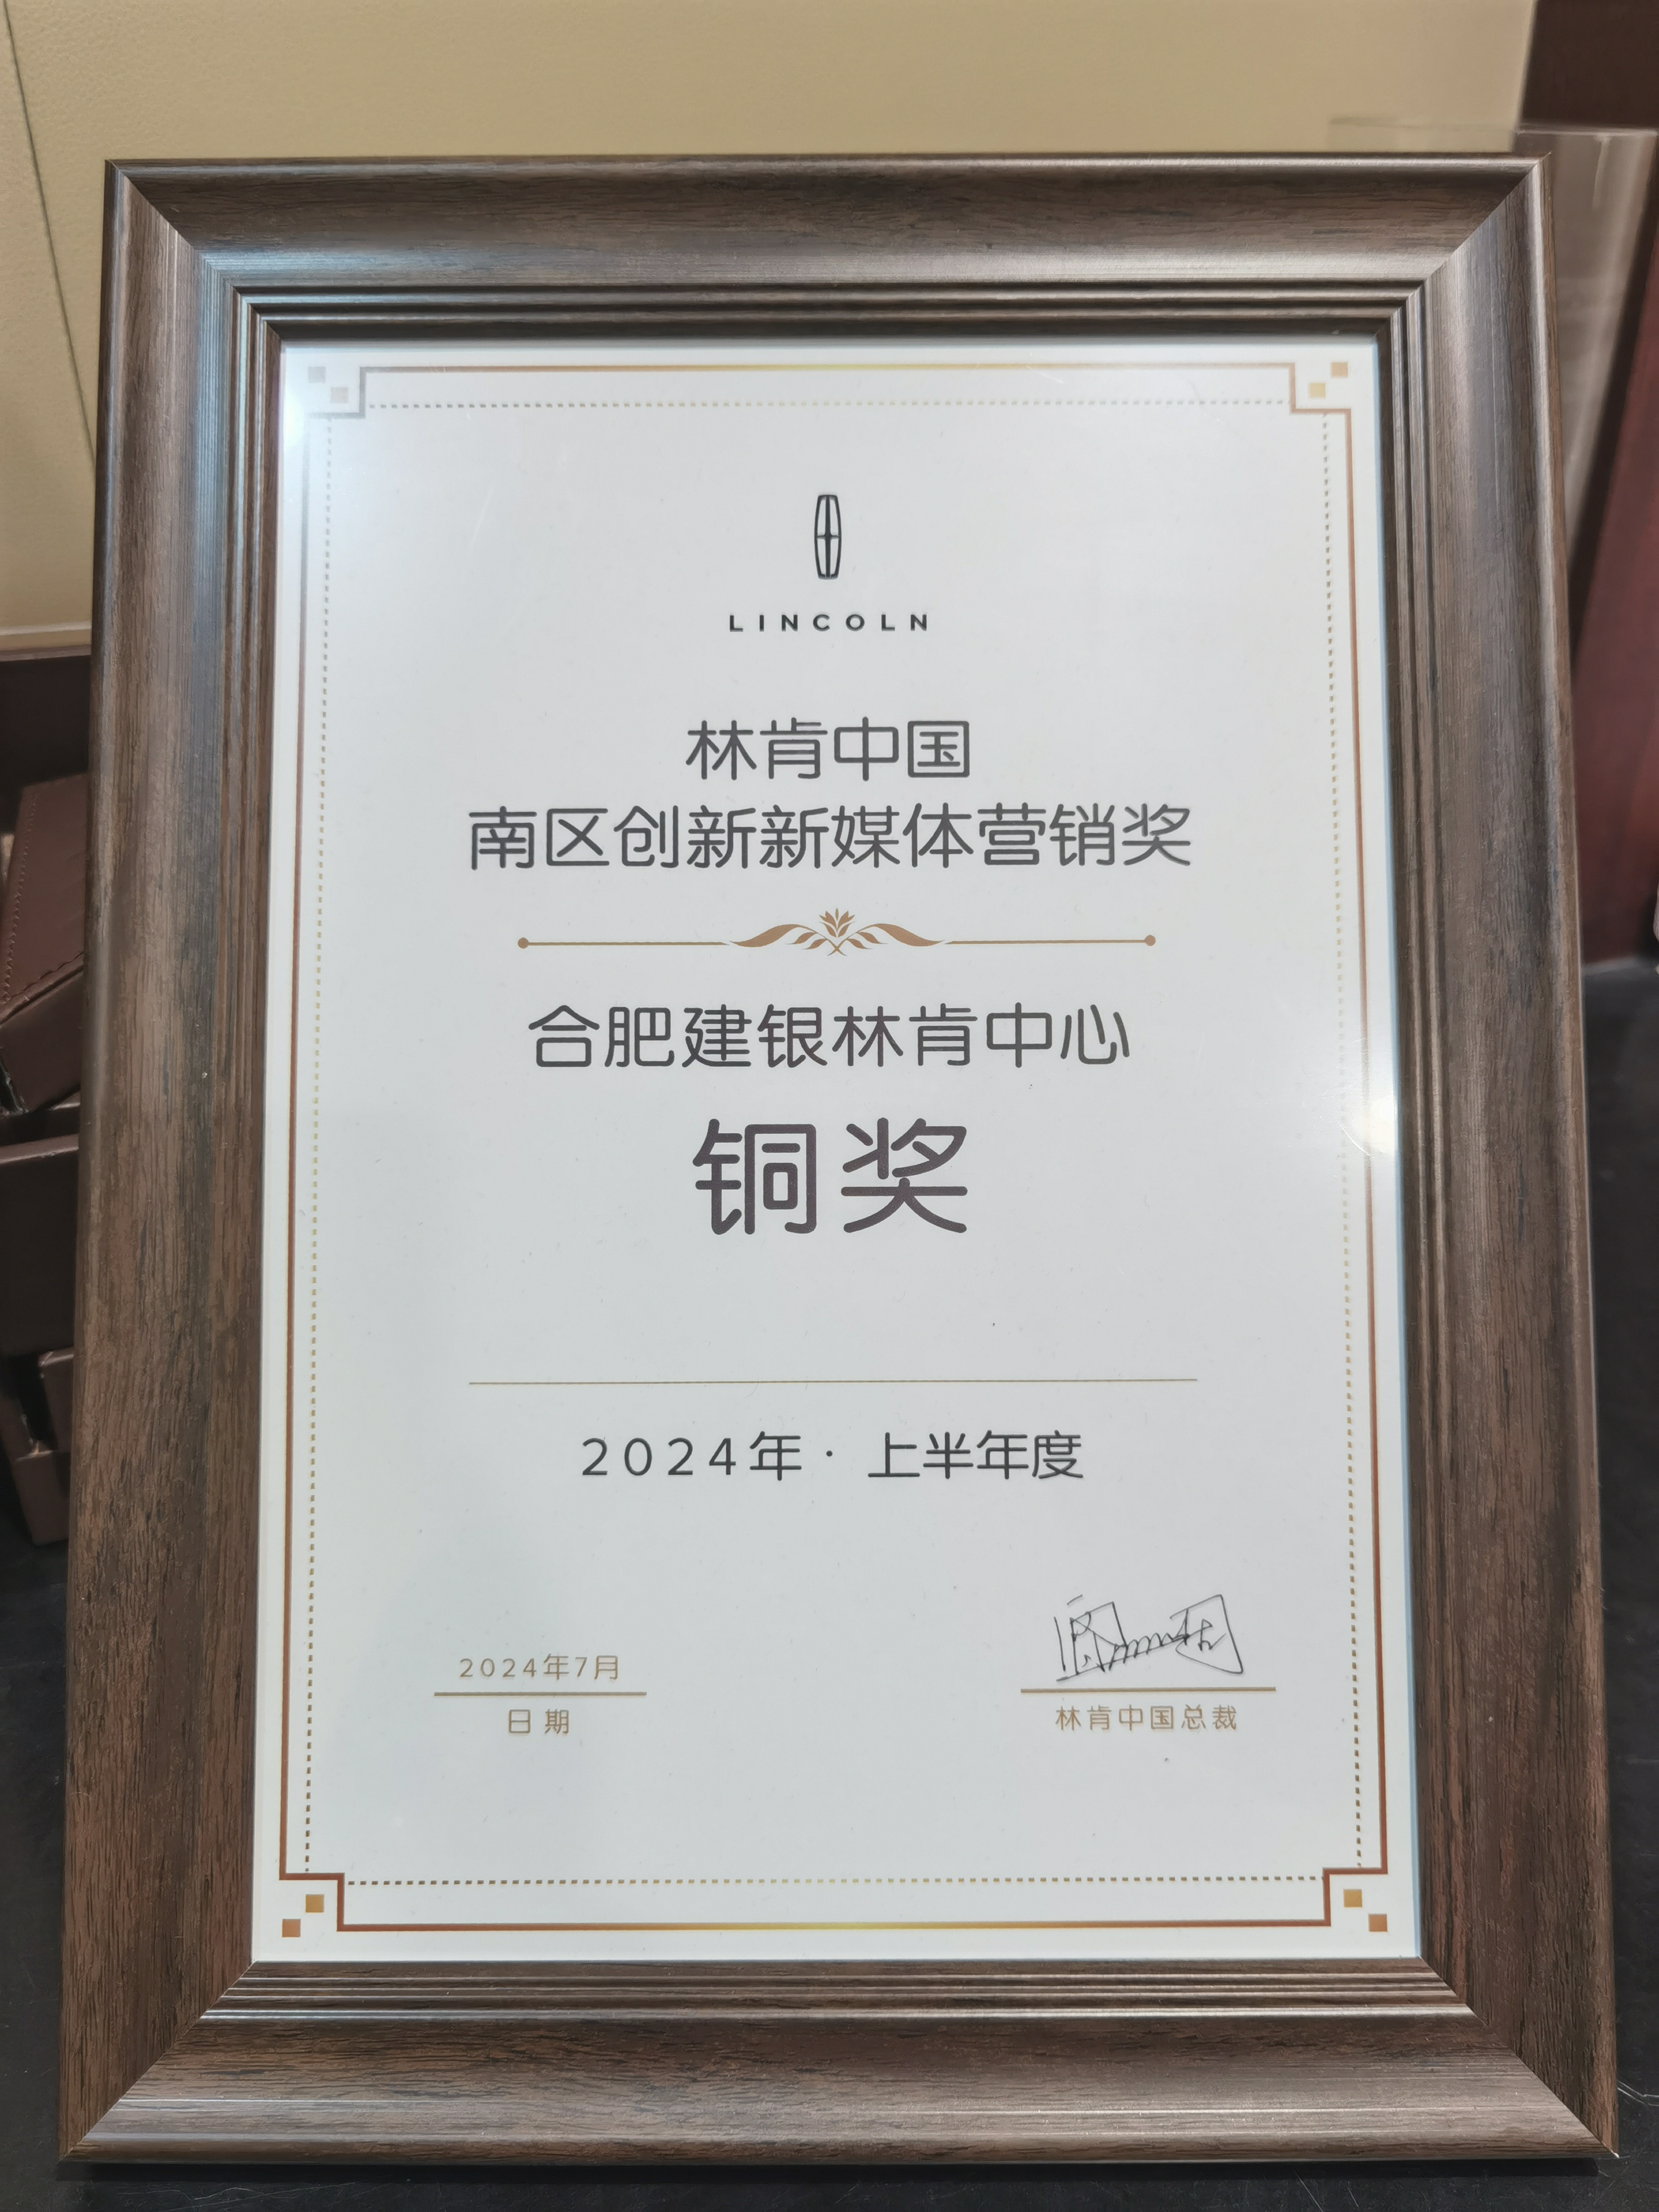 LINCOLN
林肯中国
南区创新新媒体营销奖
合肥建银林肯中心
铜奖
2024年· 上半年度
2024年7月
日期
林肯中国总裁